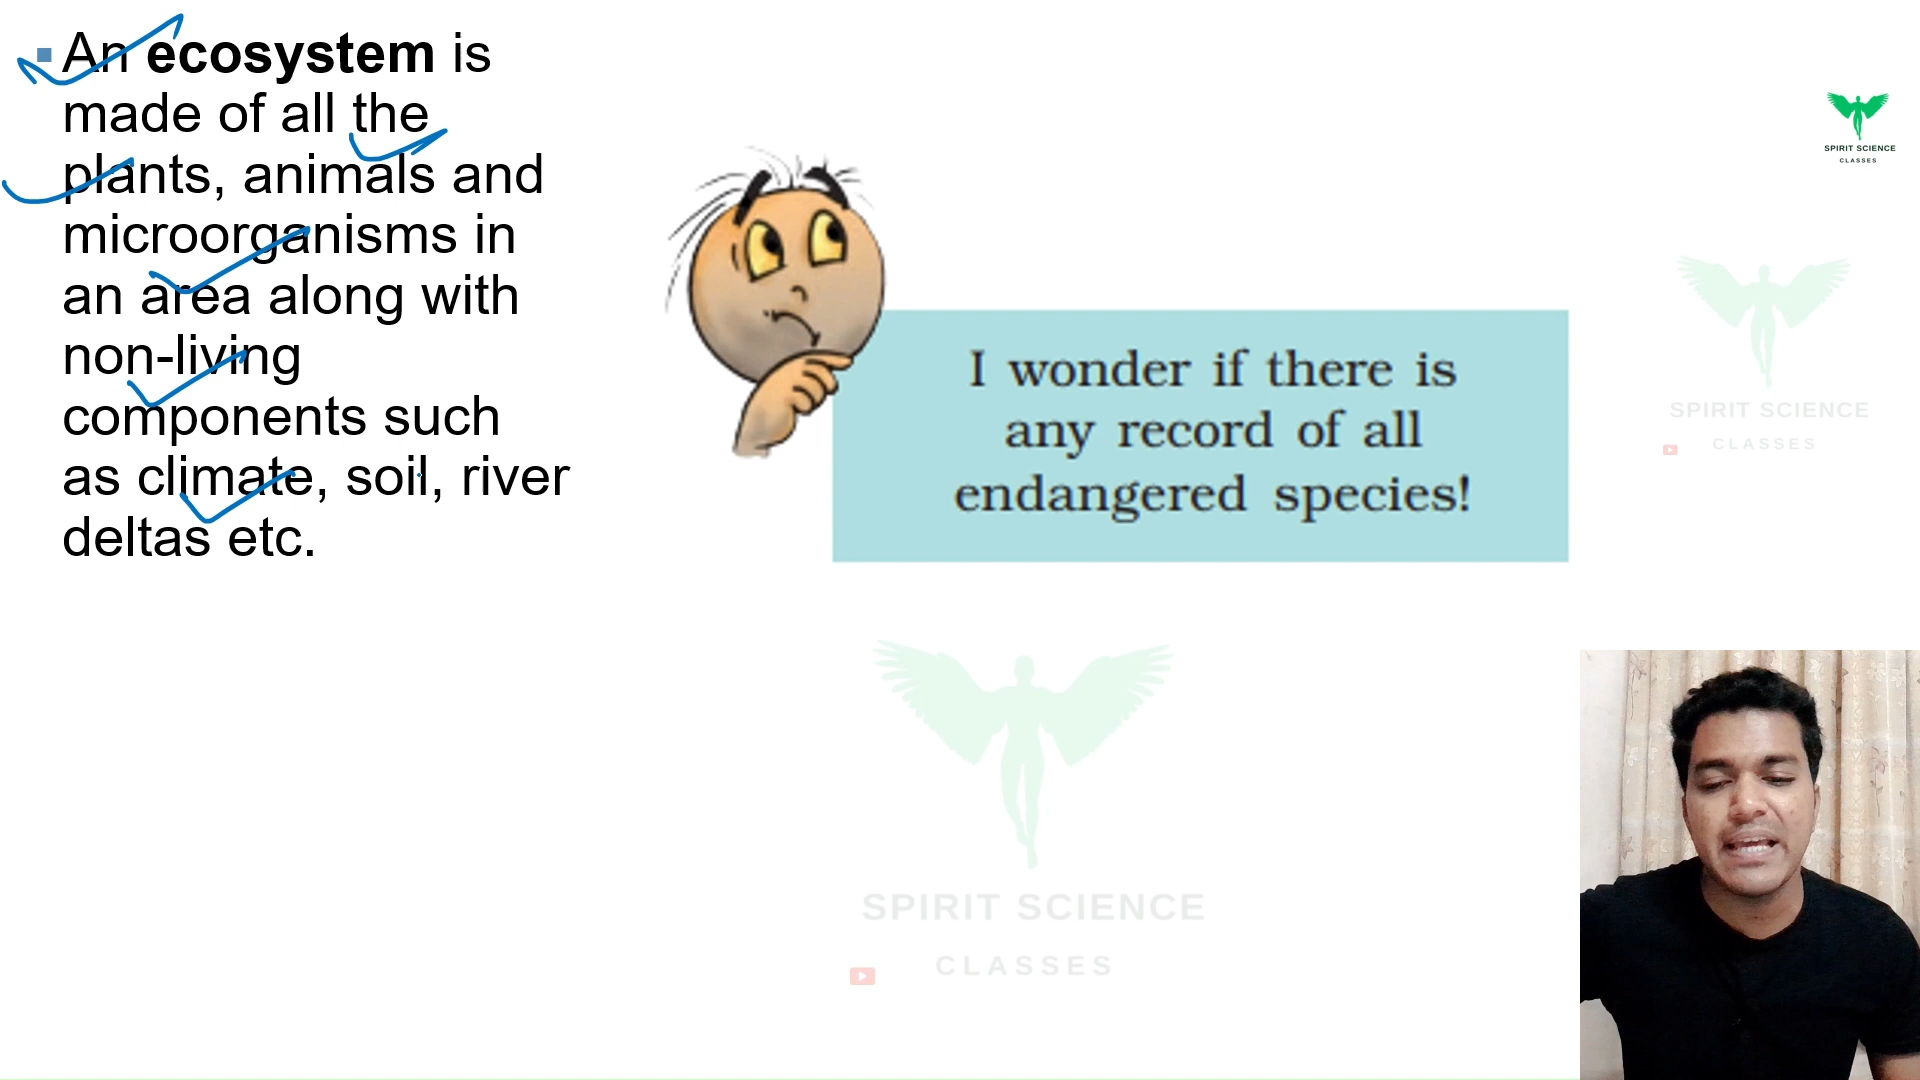 An ecosystem is
made of all the
plants, animals and
microorganisms in
an area along with
non-living
components such
as climate, soil, river
deltas etc.
I wonder if there is
any record of all
endangered species!
SPIRIT SCIENCE
CLASSES
SPIRIT SCIENCE
CLASSES
SPIRIT SCIENCE
CLASSES